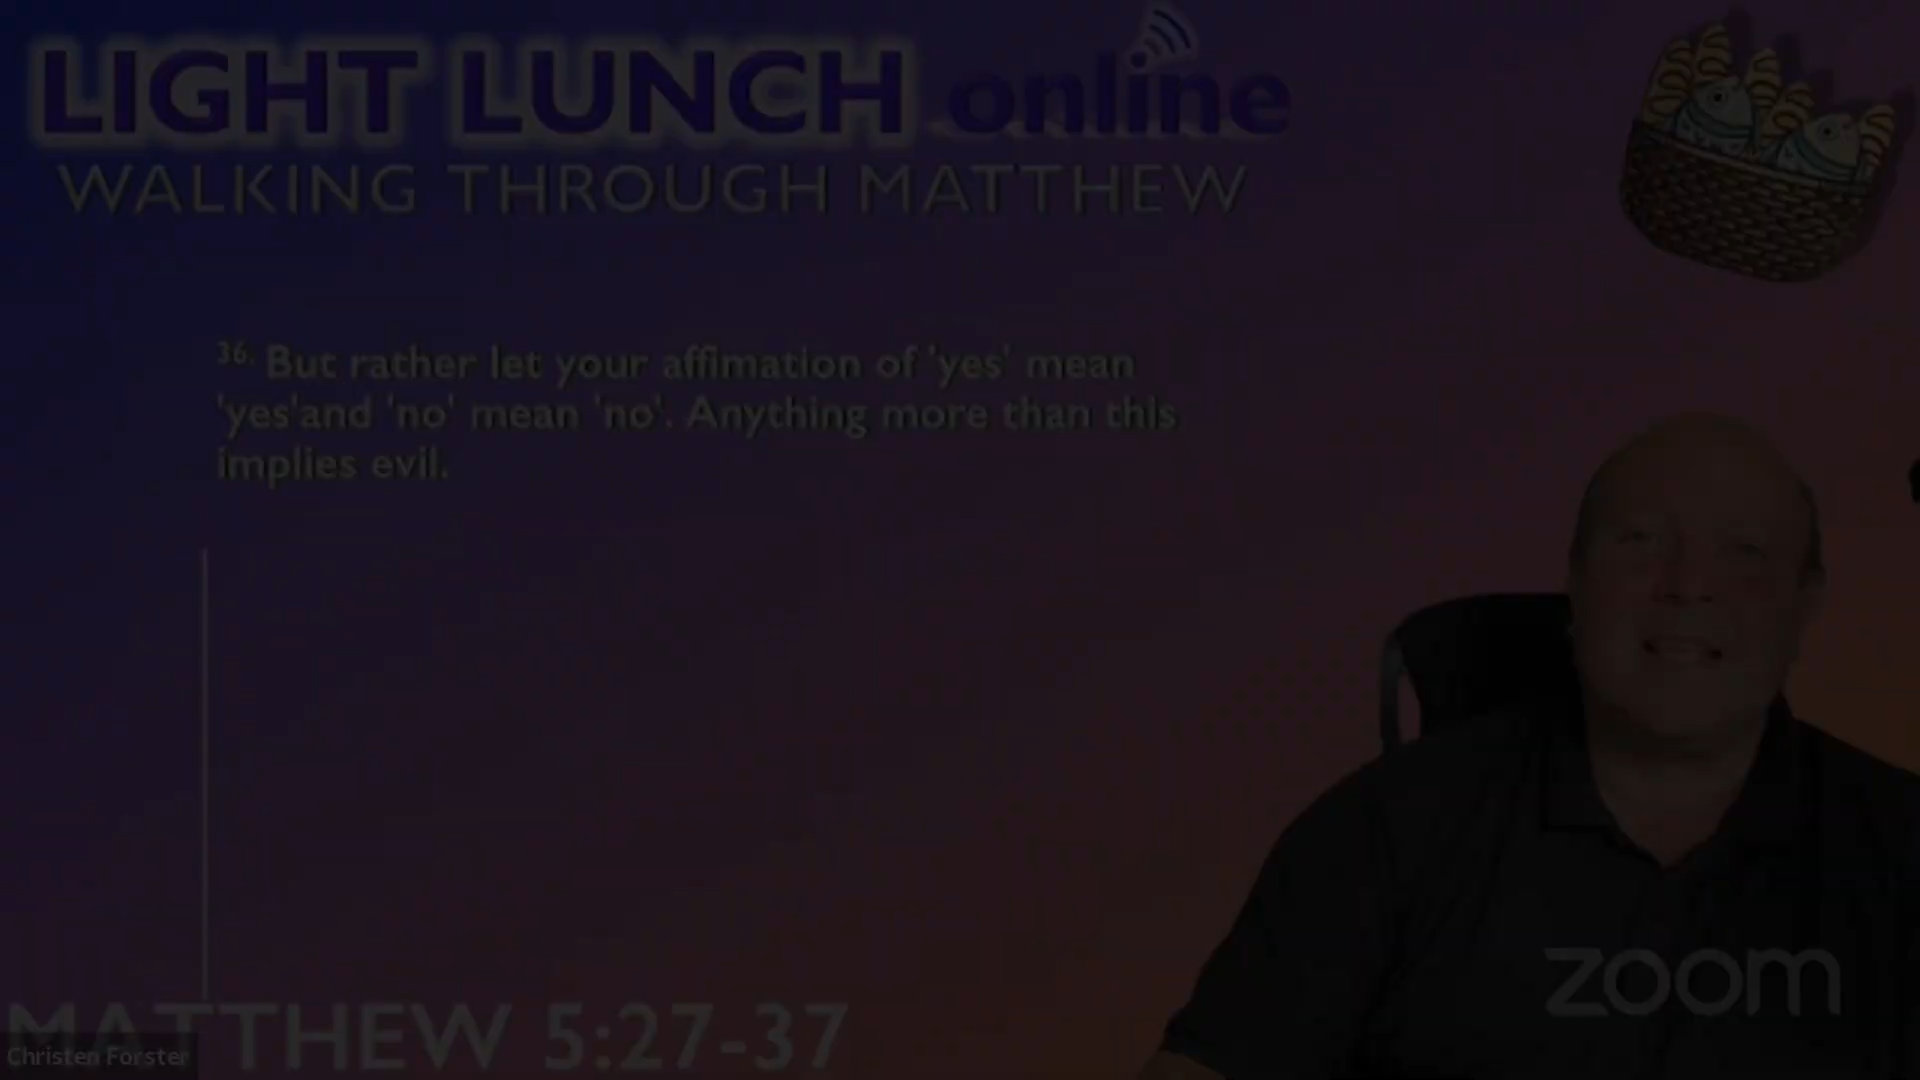 LIGHT LUNCH online
WALKING THROUGH MATTHEW
36. But rather let your affimation of 'yes' mean
'yes'and 'no' mean 'no'. Anything more than this
implies evil.
zoom
MATTHEW 5:27-37
Christen Forster